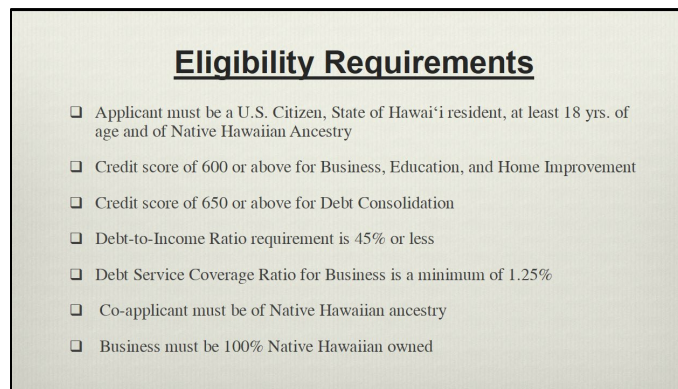 Eligibility Requirements
❑ Applicant must be a U.S. Citizen, State of Hawai‘i resident, at least 18 yrs. of
age and of Native Hawaiian Ancestry
❑ Credit score of 600 or above for Business, Education, and Home Improvement
❑ Credit score of 650 or above for Debt Consolidation
❑ Debt-to-Income Ratio requirement is 45% or less
❑ Debt Service Coverage Ratio for Business is a minimum of 1.25%
❑ Co-applicant must be of Native Hawaiian ancestry
❑ Business must be 100% Native Hawaiian owned